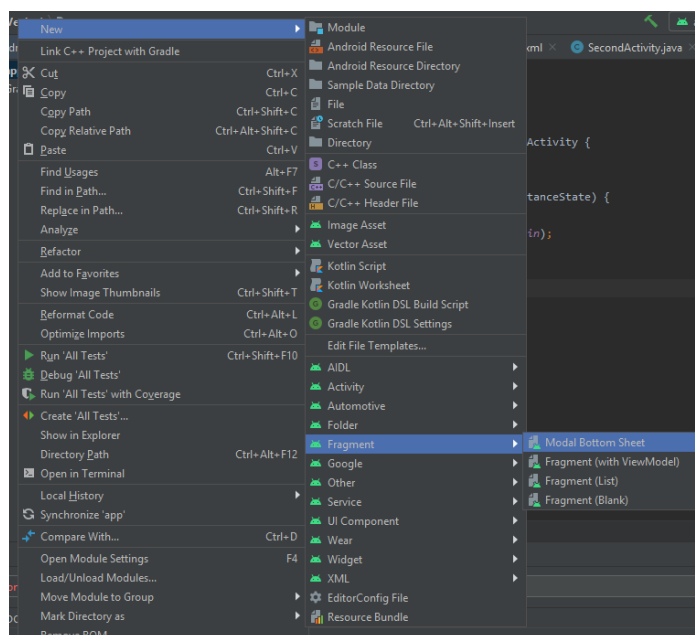 New
Link C++ Project with Gradle
Cut Ctrl+X
Copy Ctrl+C
Copy Path Ctrl+Shift+C
Copy Relative Path Ctrl+Alt+Shift+C
Paste Ctrl+V
Find Usages Alt+F7
Find in Path... Ctrl+Shift+F
Replace in Path... Ctrl+Shift+R
Analyze
Refactor
Add to Favorites
Show Image Thumbnails Ctrl+Shift+T
Reformat Code Ctrl+Alt+L
Optimize Imports Ctrl+Alt+O
Run 'All Tests' Ctrl+Shift+F10
Debug 'All Tests'
Run 'All Tests' with Coverage
Create 'All Tests'...
Show in Explorer
Directory Path Ctrl+Alt+F12
Open in Terminal
Local History
Synchronize 'app'
Compare With... Ctrl+D
Open Module Settings F4
Load/Unload Modules...
Move Module to Group
Mark Directory as
Remove BOM
Module
Android Resource File
Android Resource Directory
Sample Data Directory
File
Scratch File Ctrl+Alt+Shift+Insert
Directory
C++ Class
C/C++ Source File
C/C++ Header File
Image Asset
Vector Asset
Kotlin Script
Kotlin Worksheet
Gradle Kotlin DSL Build Script
Gradle Kotlin DSL Settings
Edit File Templates...
AIDL
Activity
Automotive
Folder
Fragment
Google
Other
Service
UI Component
Wear
Widget
XML
EditorConfig File
Resource Bundle
Modal Bottom Sheet
Fragment (with ViewModel)
Fragment (List)
Fragment (Blank)
xml SecondActivity.java
Activity {
tanceState) {
in);